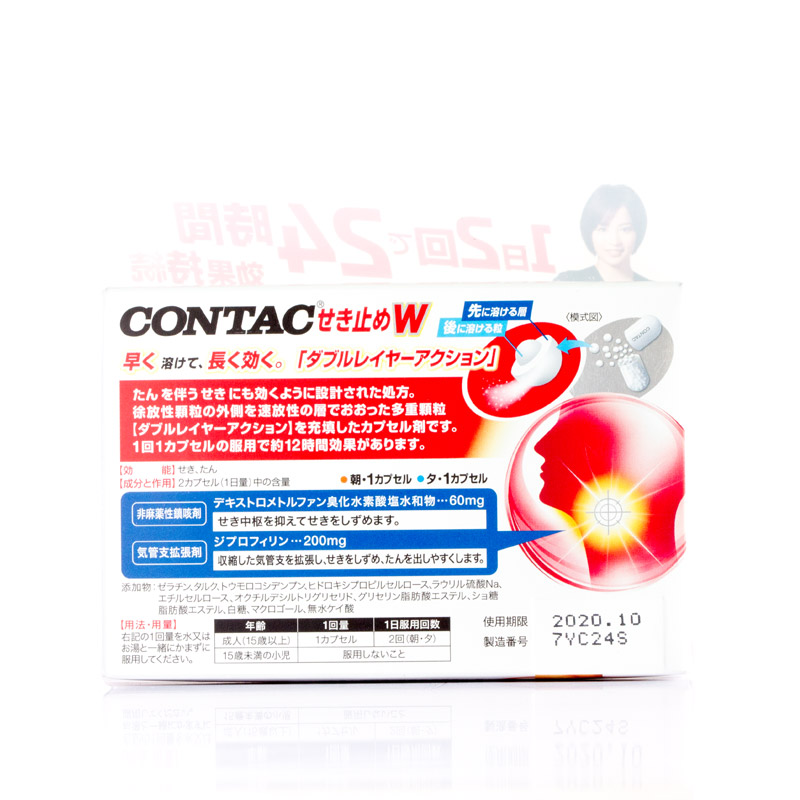 1日2回で24時間
効果持続
CONTAC®せき止めW
先に溶ける層
後に溶ける粒
〈模式図〉
CONTAC
早く溶けて、長く効く。「ダブルレイヤーアクション」
たんを伴うせきにも効くように設計された処方。
徐放性顆粒の外側を速放性の層でおおった多重顆粒
【ダブルレイヤーアクション】を充填したカプセル剤です。
1回1カプセルの服用で約12時間効果があります。
【効　能】せき、たん
【成分と作用】2カプセル(1日量)中の含量
●朝・1カプセル ●夕・1カプセル
非麻薬性鎮咳剤
デキストロメトルファン臭化水素酸塩水和物…60mg
せき中枢を抑えてせきをしずめます。
気管支拡張剤
ジプロフィリン…200mg
収縮した気管支を拡張し、せきをしずめ、たんを出しやすくします。
添加物:ゼラチン、タルク、トウモロコシデンプン、ヒドロキシプロピルセルロース、ラウリル硫酸Na、
エチルセルロース、オクチルデシルトリグリセリド、グリセリン脂肪酸エステル、ショ糖
脂肪酸エステル、白糖、マクロゴール、無水ケイ酸
【用法・用量】
右記の1回量を水又は
お湯と一緒にかまずに
服用してください。
年齢 1回量 1日服用回数
成人(15歳以上) 1カプセル 2回(朝・夕)
15歳未満の小児 服用しないこと
使用期限 2020.10
製造番号 7YC24S